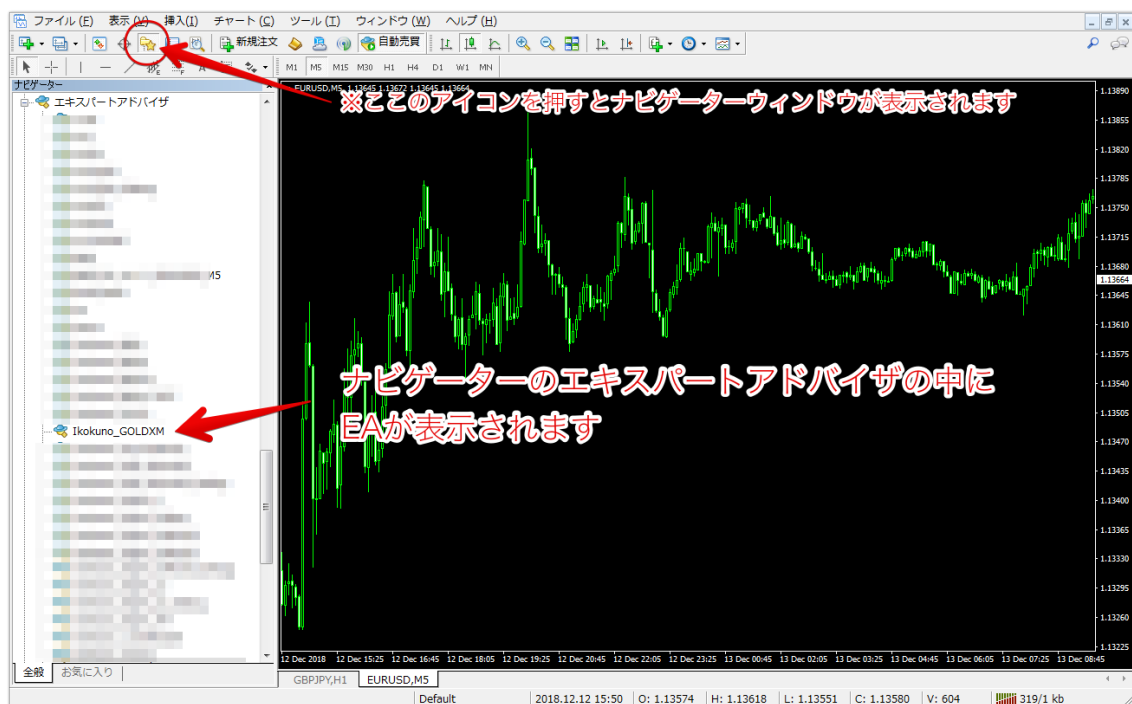 ファイル (F) 表示 (V) 挿入(I) チャート (C) ツール (T) ウィンドウ (W) ヘルプ (H)
新規注文 自動売買
M1 M5 M15 M30 H1 H4 D1 W1 MN
ナビゲーター
エキスパートアドバイザ
M5
Ikokuno_GOLDXM
全般 お気に入り
EURUSD,M5 1.13645 1.13672 1.13645 1.13664
※ここのアイコンを押すとナビゲーターウィンドウが表示されます
ナビゲーターのエキスパートアドバイザの中に
EAが表示されます
1.13890
1.13855
1.13820
1.13785
1.13750
1.13715
1.13680
1.13664
1.13645
1.13610
1.13575
1.13540
1.13505
1.13470
1.13435
1.13400
1.13365
1.13330
1.13295
1.13260
1.13225
12 Dec 2018 12 Dec 15:25 12 Dec 16:45 12 Dec 18:05 12 Dec 19:25 12 Dec 20:45 12 Dec 22:05 12 Dec 23:25 13 Dec 00:45 13 Dec 02:05 13 Dec 03:25 13 Dec 04:45 13 Dec 06:05 13 Dec 07:25 13 Dec 08:45
GBPJPY,H1 EURUSD,M5
Default 2018.12.12 15:50 O: 1.13574 H: 1.13618 L: 1.13551 C: 1.13580 V: 604 319/1 kb